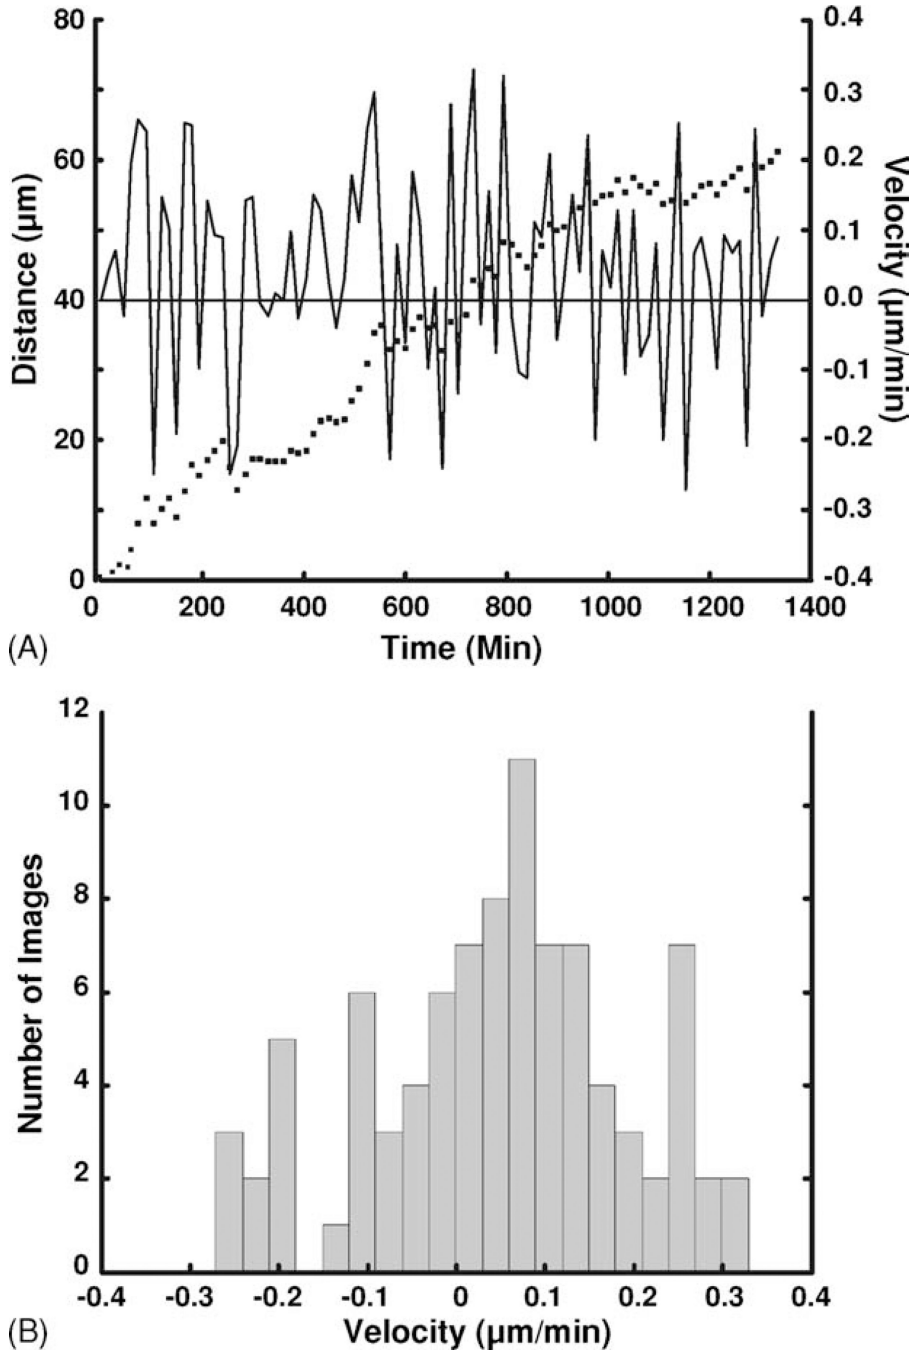 80 0.4
0.3
60 0.2
0.1
40 0.0
-0.1
20 -0.2
-0.3
0 -0.4
Distance (µm)
Velocity (µm/min)
0 200 400 600 800 1000 1200 1400
Time (Min)
(A)
12
10
8
6
4
2
0
Number of Images
-0.4 -0.3 -0.2 -0.1 0 0.1 0.2 0.3 0.4
Velocity (µm/min)
(B)